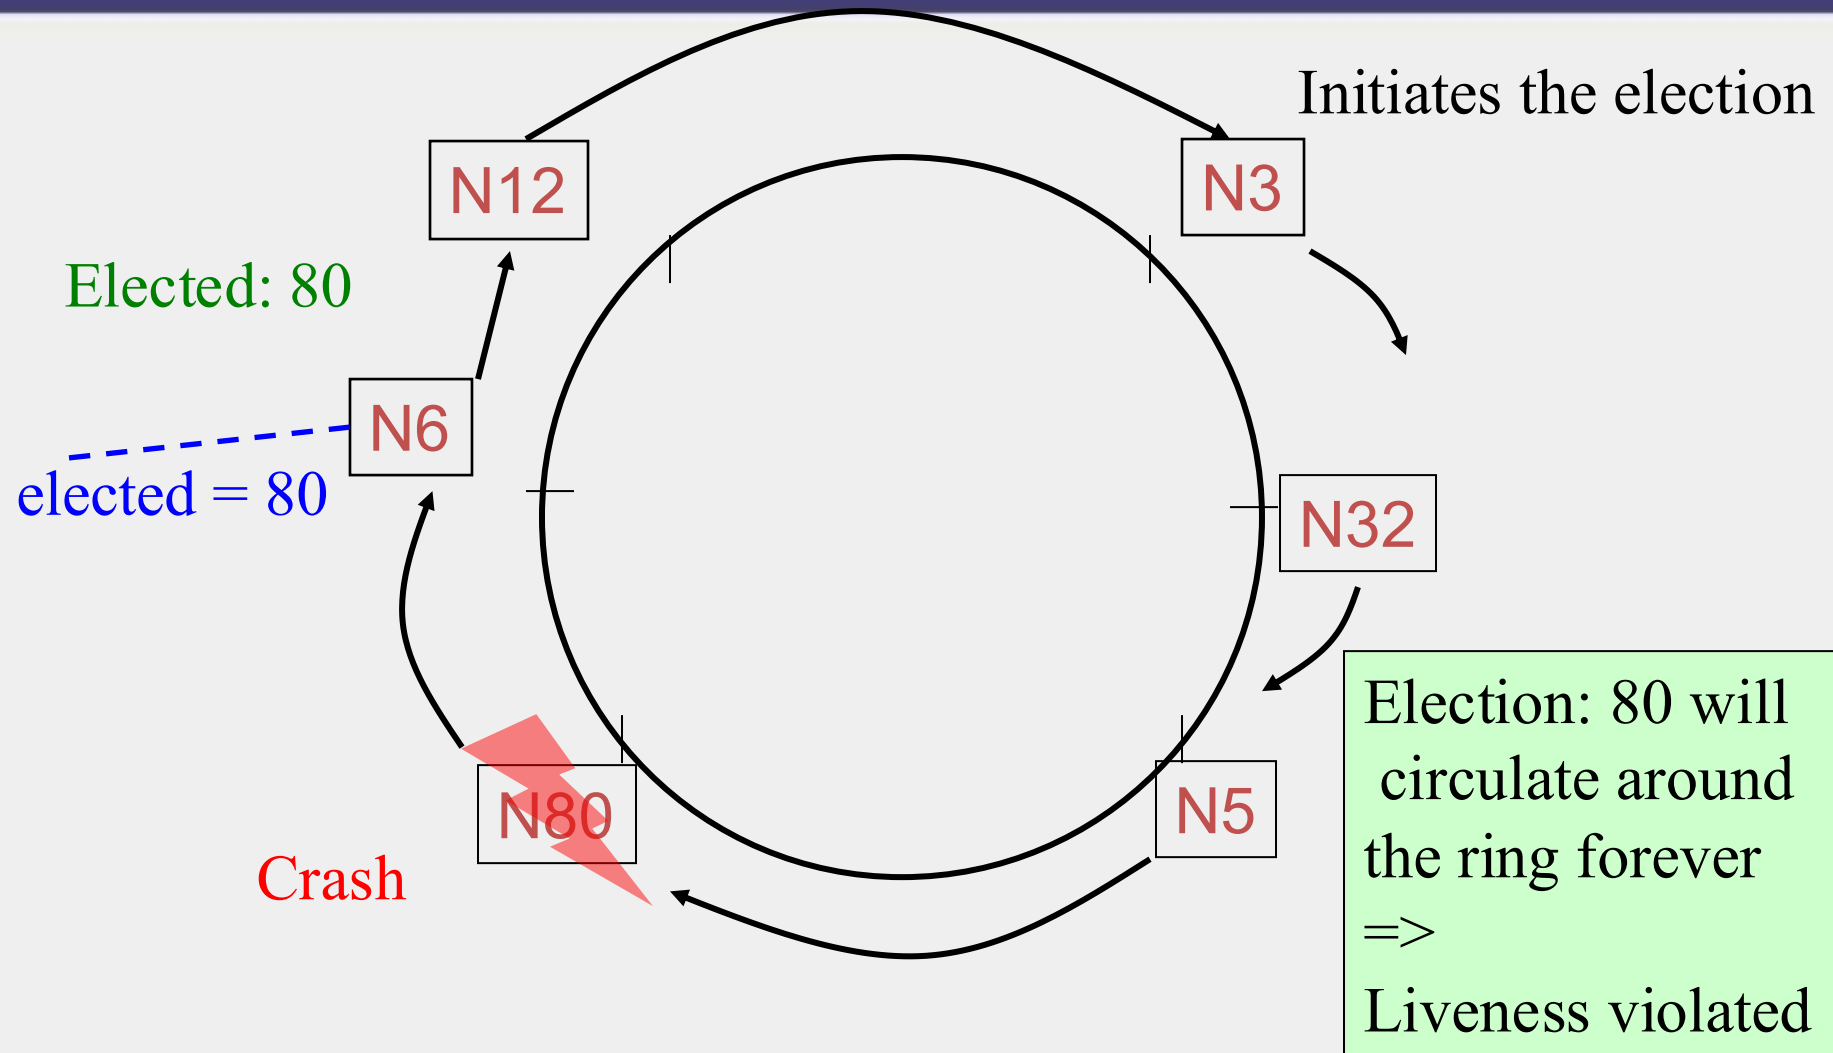 Initiates the election
N12
N3
Elected: 80
N6
elected = 80
N32
Election: 80 will
circulate around
the ring forever
=>
Liveness violated
N80
N5
Crash